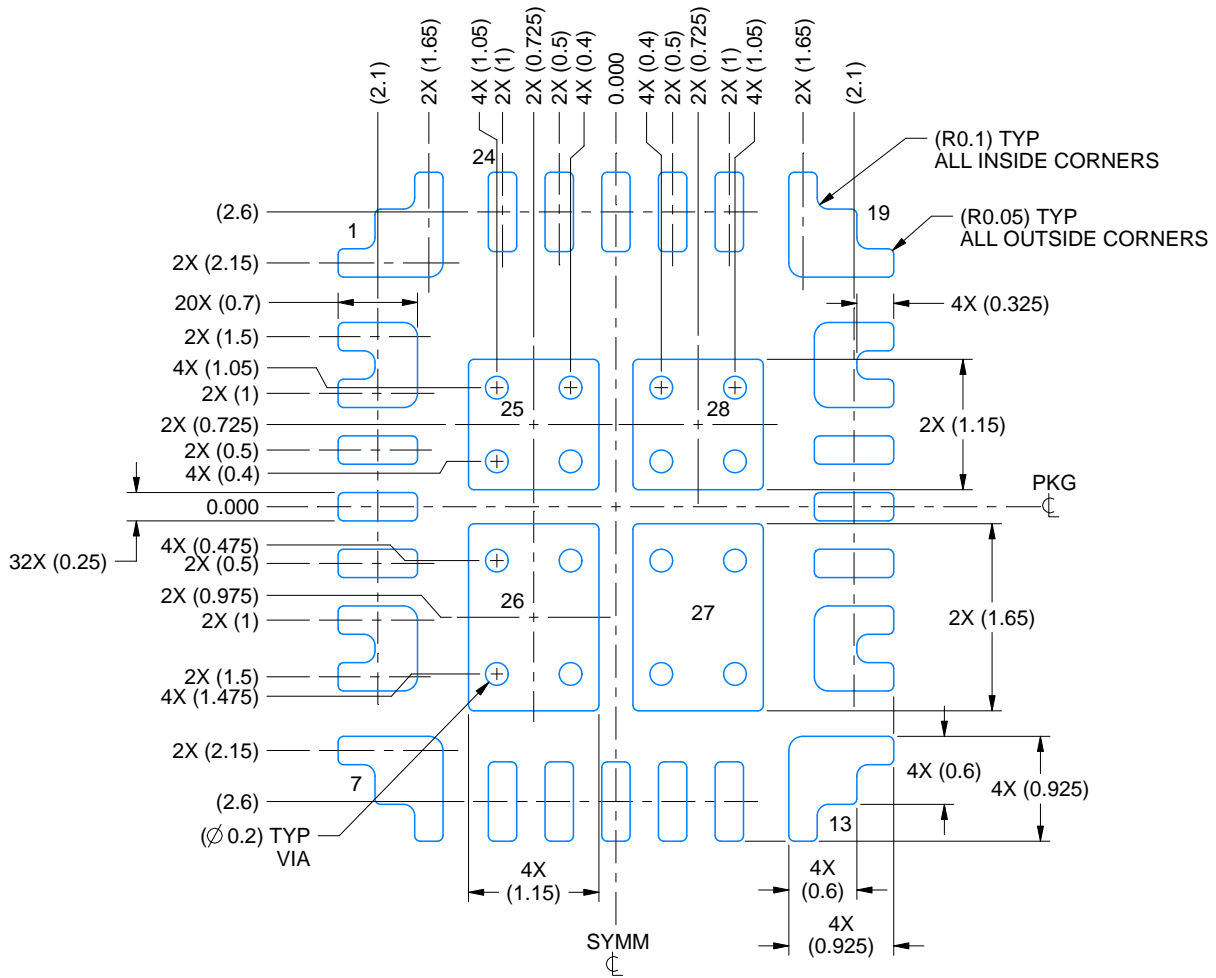 (2.1)
2X (1.65)
4X (1.05)
2X (1)
2X (0.725)
2X (0.5)
4X (0.4)
0.000
4X (0.4)
2X (0.5)
2X (0.725)
2X (1)
4X (1.05)
2X (1.65)
(2.1)
(R0.1) TYP
ALL INSIDE CORNERS
24
(2.6)
1
19
(R0.05) TYP
ALL OUTSIDE CORNERS
2X (2.15)
20X (0.7)
4X (0.325)
2X (1.5)
4X (1.05)
2X (1)
25
28
2X (0.725)
2X (1.15)
2X (0.5)
4X (0.4)
PKG
0.000
32X (0.25)
4X (0.475)
2X (0.5)
2X (0.975)
26
27
2X (1)
2X (1.65)
2X (1.5)
4X (1.475)
2X (2.15)
7
4X (0.6)
4X (0.925)
(2.6)
13
(Ø 0.2) TYP
VIA
4X
(1.15)
4X
(0.6)
4X
(0.925)
SYMM